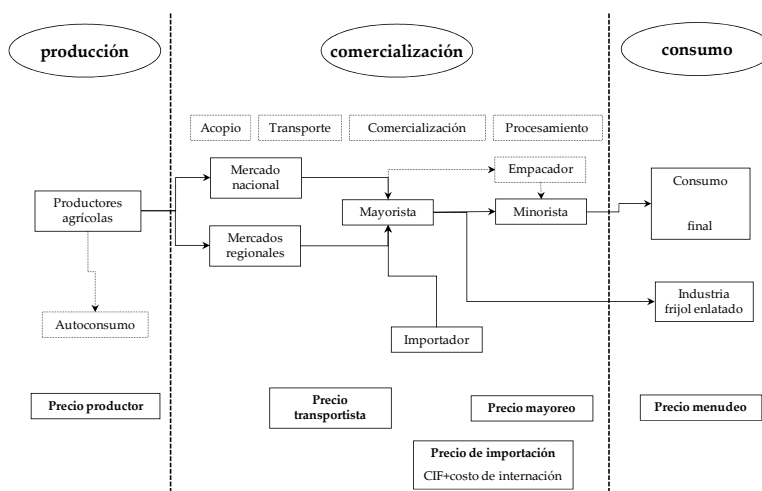 producción
comercialización
consumo
Acopio
Transporte
Comercialización
Procesamiento
Mercado
nacional
Empacador
Consumo
final
Productores
agrícolas
Mayorista
Minorista
Mercados
regionales
Industria
frijol enlatado
Autoconsumo
Importador
Precio productor
Precio
transportista
Precio mayoreo
Precio menudeo
Precio de importación
CIF+costo de internación